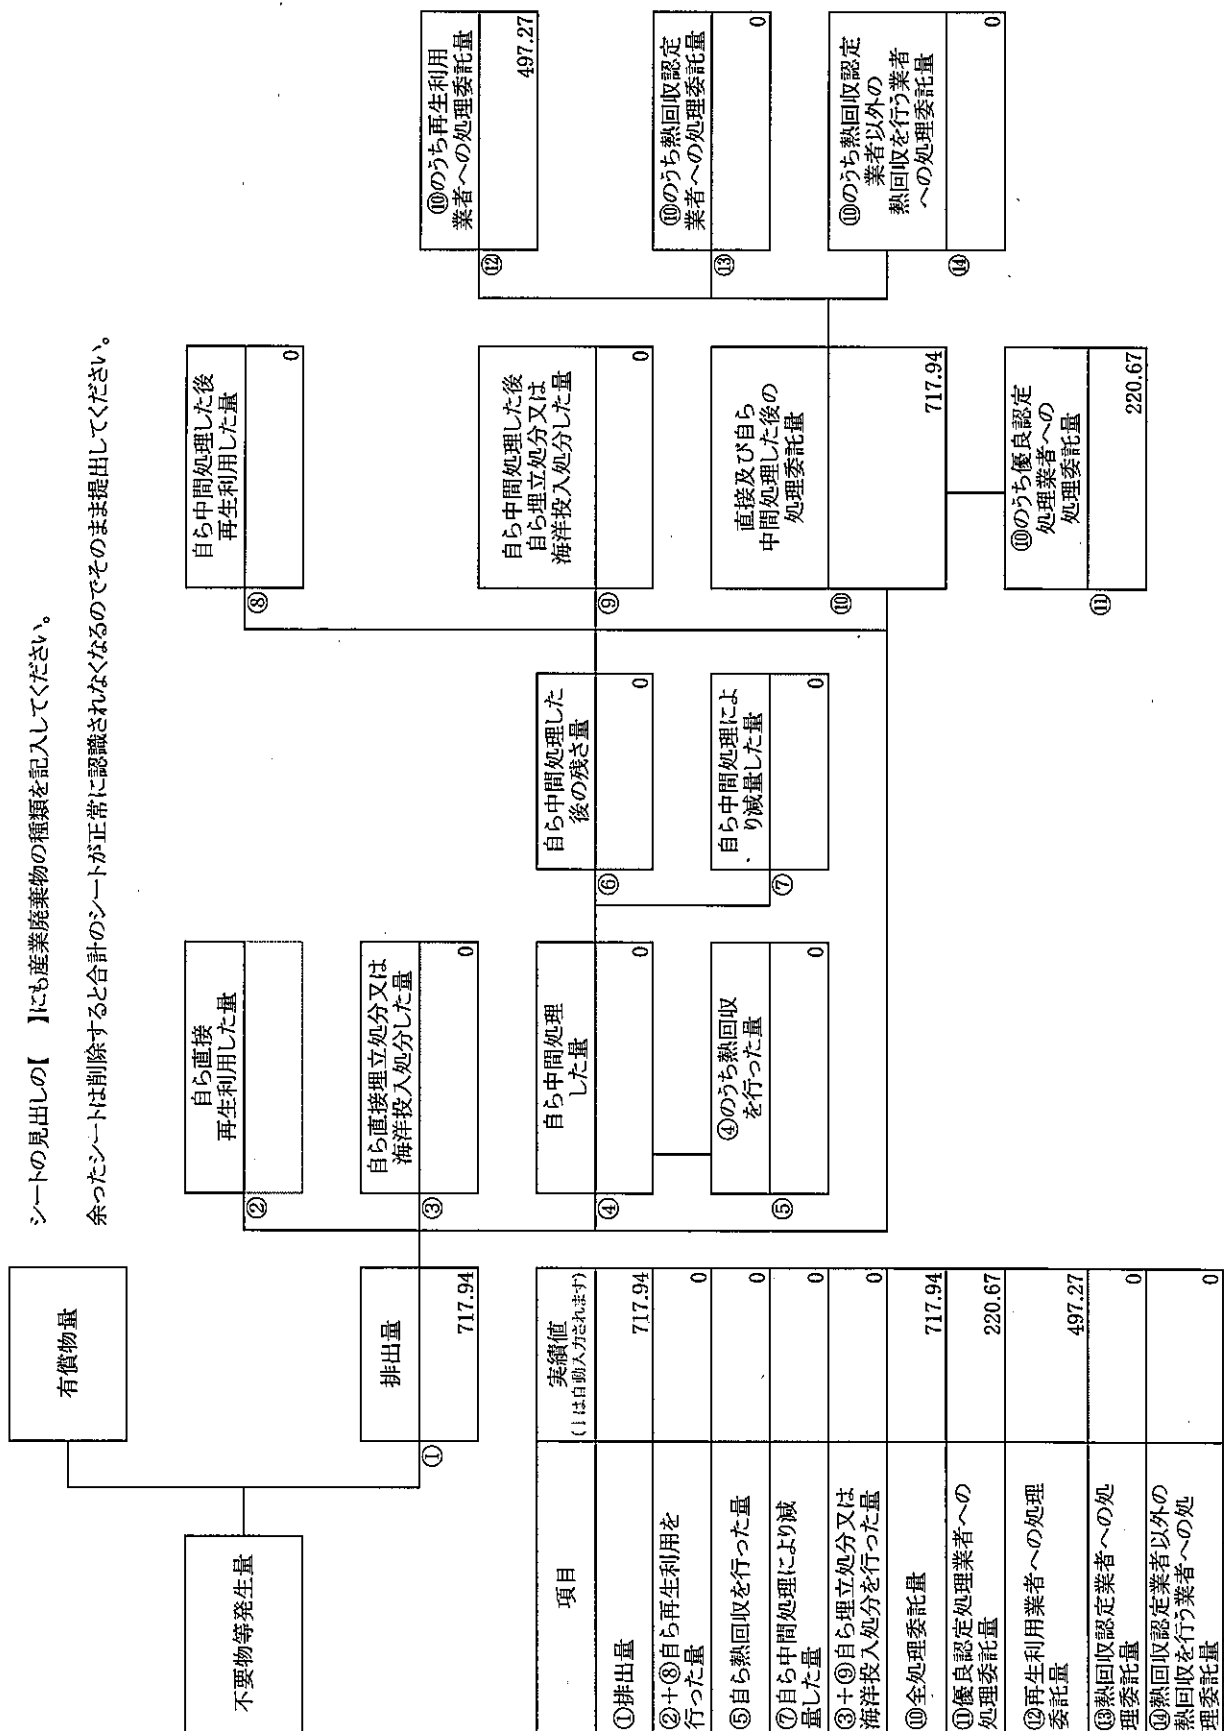 シートの見出しの【　】にも産業廃棄物の種類を記入してください。
余ったシートは削除すると合計のシートが正常に認識されなくなるのでそのまま提出してください。
有償物量
不要物等発生量
排出量
①
717.94
自ら直接
再生利用した量
②
自ら直接埋立処分又は
海洋投入処分した量
③
0
自ら中間処理
した量
④
0
④のうち熱回収
を行った量
⑤
0
自ら中間処理した
後の残さ量
⑥
0
自ら中間処理によ
り減量した量
⑦
0
自ら中間処理した後
再生利用した量
⑧
0
自ら中間処理した後
自ら埋立処分又は
海洋投入処分した量
⑨
0
直接及び自ら
中間処理した後の
処理委託量
⑩
717.94
⑩のうち優良認定
処理業者への
処理委託量
⑪
220.67
⑩のうち再生利用
業者への処理委託量
⑫
497.27
⑩のうち熱回収認定
業者への処理委託量
⑬
0
⑩のうち熱回収認定
業者以外の
熱回収を行う業者
への処理委託量
⑭
0
項目
実績値
(①は自動入力されます)
①排出量
717.94
②+⑧自ら再生利用を
行った量
0
⑤自ら熱回収を行った量
0
⑦自ら中間処理により減
量した量
0
③+⑨自ら埋立処分又は
海洋投入処分を行った量
0
⑩全処理委託量
717.94
⑪優良認定処理業者への
処理委託量
220.67
⑫再生利用業者への処理
委託量
497.27
⑬熱回収認定業者への処
理委託量
0
⑭熱回収認定業者以外の
熱回収を行う業者への処
理委託量
0